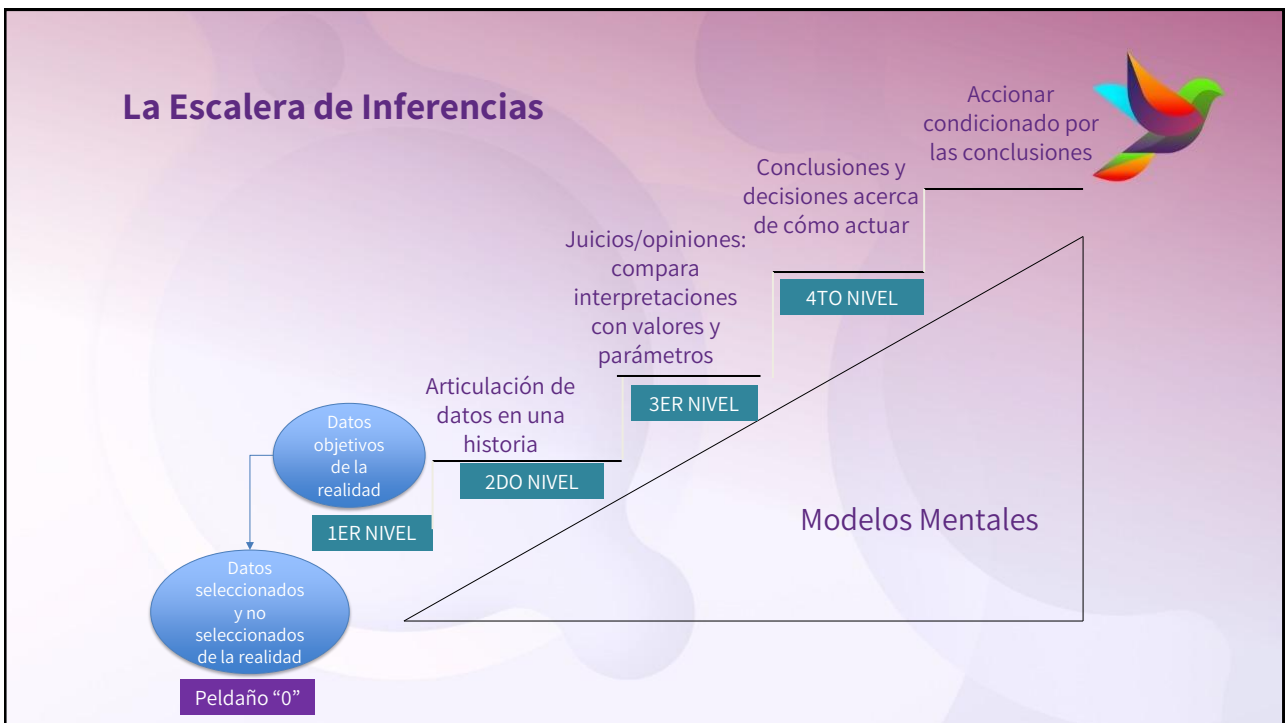 La Escalera de Inferencias
Accionar
condicionado por
las conclusiones
Conclusiones y
decisiones acerca
de cómo actuar
4TO NIVEL
Juicios/opiniones:
compara
interpretaciones
con valores y
parámetros
3ER NIVEL
Articulación de
datos en una
historia
2DO NIVEL
Datos
objetivos
de la
realidad
1ER NIVEL
Datos
seleccionados
y no
seleccionados
de la realidad
Peldaño “0”
Modelos Mentales